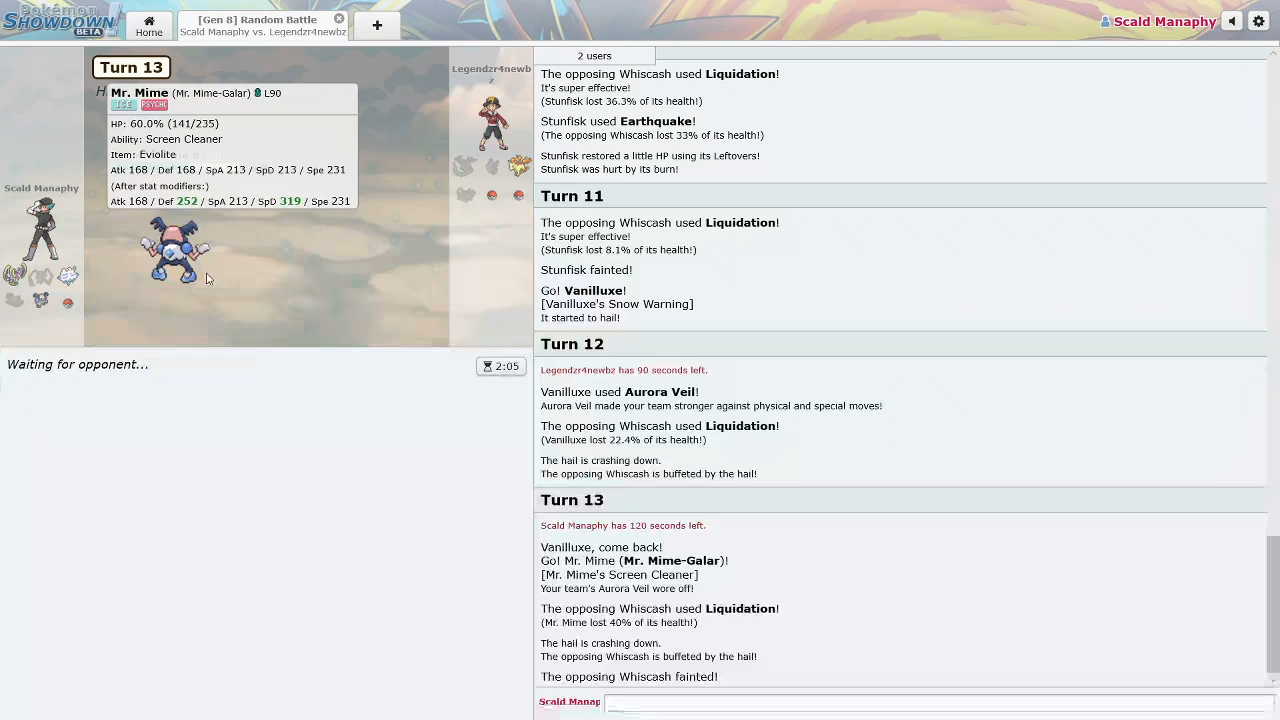 Pokémon
SHOWDOWN!
BETA
Home
[Gen 8] Random Battle
Scald Manaphy vs. Legendzr4newbz
+
Scald Manaphy
Turn 13
Mr. Mime (Mr. Mime-Galar) L90
ICE PSYCHC
HP: 60.0% (141/235)
Ability: Screen Cleaner
Item: Eviolite
Atk 168 / Def 168 / SpA 213 / SpD 213 / Spe 231
(After stat modifiers:)
Atk 168 / Def 252 / SpA 213 / SpD 319 / Spe 231
Scald Manaphy
Legendzr4newb
z
Waiting for opponent...
2:05
2 users
The opposing Whiscash used Liquidation!
It's super effective!
(Stunfisk lost 36.3% of its health!)
Stunfisk used Earthquake!
(The opposing Whiscash lost 33% of its health!)
Stunfisk restored a little HP using its Leftovers!
Stunfisk was hurt by its burn!
Turn 11
The opposing Whiscash used Liquidation!
It's super effective!
(Stunfisk lost 8.1% of its health!)
Stunfisk fainted!
Go! Vanilluxe!
[Vanilluxe's Snow Warning]
It started to hail!
Turn 12
Legendzr4newbz has 90 seconds left.
Vanilluxe used Aurora Veil!
Aurora Veil made your team stronger against physical and special moves!
The opposing Whiscash used Liquidation!
(Vanilluxe lost 22.4% of its health!)
The hail is crashing down.
The opposing Whiscash is buffeted by the hail!
Turn 13
Scald Manaphy has 120 seconds left.
Vanilluxe, come back!
Go! Mr. Mime (Mr. Mime-Galar)!
[Mr. Mime's Screen Cleaner]
Your team's Aurora Veil wore off!
The opposing Whiscash used Liquidation!
(Mr. Mime lost 40% of its health!)
The hail is crashing down.
The opposing Whiscash is buffeted by the hail!
The opposing Whiscash fainted!
Scald Manap